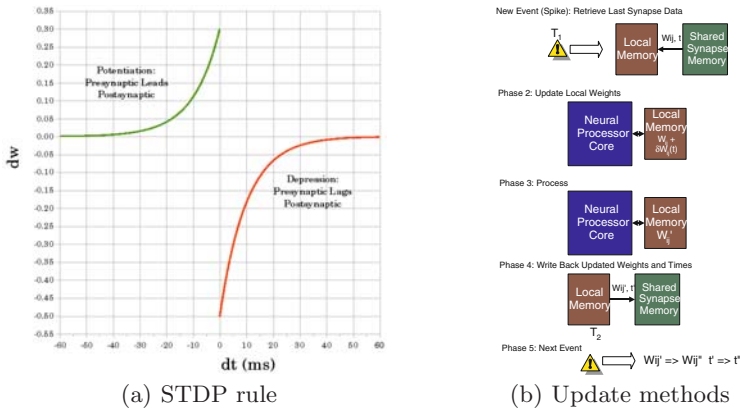 0.35
0.30
0.25
0.20
0.15
0.10
0.05
0.00
-0.05
-0.10
-0.15
0.20
0.25
0.30
0.35
-0.40
-0.45
-0.50
-0.55
dw
Potentiation:
Presynaptic Leads
Postsynaptic
Depression:
Presynaptic Lags
Postsynaptic
-60 -50 -40 -30 -20 -10 0 10 20 30 40 50 60
dt (ms)
(a) STDP rule
New Event (Spike): Retrieve Last Synapse Data
T1
Local
Memory
Wij, t
Shared
Synapse
Memory
Phase 2: Update Local Weights
Neural
Processor
Core
Local
Memory
Wij +
δWij(t)
Phase 3: Process
Neural
Processor
Core
Local
Memory
Wij'
Phase 4: Write Back Updated Weights and Times
Local
Memory
Wij', t'
Shared
Synapse
Memory
T2
Phase 5: Next Event
Wij' => Wij" t' => t"
(b) Update methods